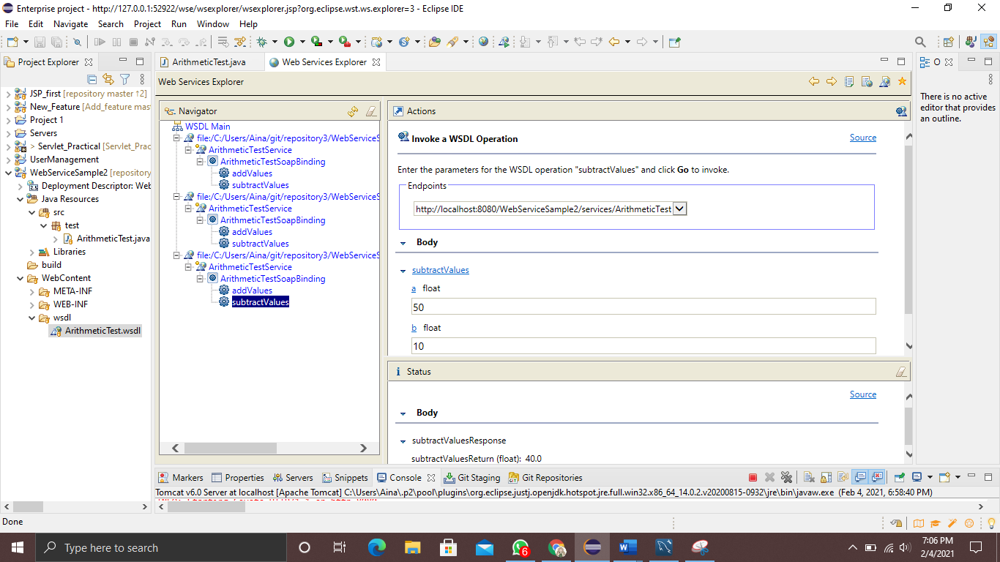 Enterprise project - http://127.0.0.1:52922/wse/wsexplorer/wsexplorer.jsp?org.eclipse.wst.ws.explorer=3 - Eclipse IDE
File Edit Navigate Search Project Run Window Help
Project Explorer
JSP_first [repository master ↑2]
New_Feature [Add_feature mas
Project 1
Servers
> Servlet_Practical [Servlet_Prac
UserManagement
WebServiceSample2 [repository
Deployment Descriptor: Web
Java Resources
src
test
ArithmeticTest.java
Libraries
build
WebContent
META-INF
WEB-INF
wsdl
ArithmeticTest.wsdl
ArithmeticTest.java
Web Services Explorer
Web Services Explorer
Navigator
WSDL Main
file:/C:/Users/Aina/git/repository3/WebServiceS
ArithmeticTestService
ArithmeticTestSoapBinding
addValues
subtractValues
file:/C:/Users/Aina/git/repository3/WebServiceS
ArithmeticTestService
ArithmeticTestSoapBinding
addValues
subtractValues
file:/C:/Users/Aina/git/repository3/WebServiceS
ArithmeticTestService
ArithmeticTestSoapBinding
addValues
subtractValues
Actions
Invoke a WSDL Operation
Source
Enter the parameters for the WSDL operation "subtractValues" and click Go to invoke.
Endpoints
http://localhost:8080/WebServiceSample2/services/ArithmeticTest
Body
subtractValues
a float
50
b float
10
Status
Source
Body
subtractValuesResponse
subtractValuesReturn (float): 40.0
O
There is no active
editor that provides
an outline.
Markers Properties Servers Snippets Console Git Staging Git Repositories
Tomcat v6.0 Server at localhost [Apache Tomcat] C:\Users\Aina\.p2\pool\plugins\org.eclipse.justj.openjdk.hotspot.jre.full.win32.x86_64_14.0.2.v20200815-0932\jre\bin\javaw.exe (Feb 4, 2021, 6:58:40 PM)
Done
Type here to search
6
7:06 PM
2/4/2021